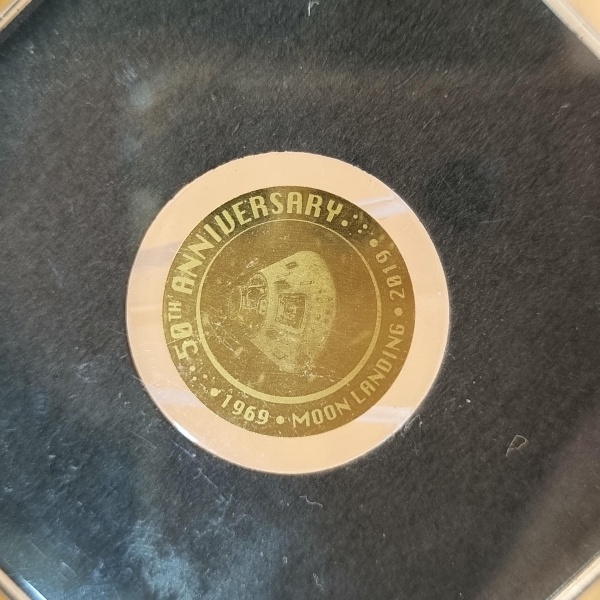 50TH ANNIVERSARY
1969 • MOON LANDING • 2019